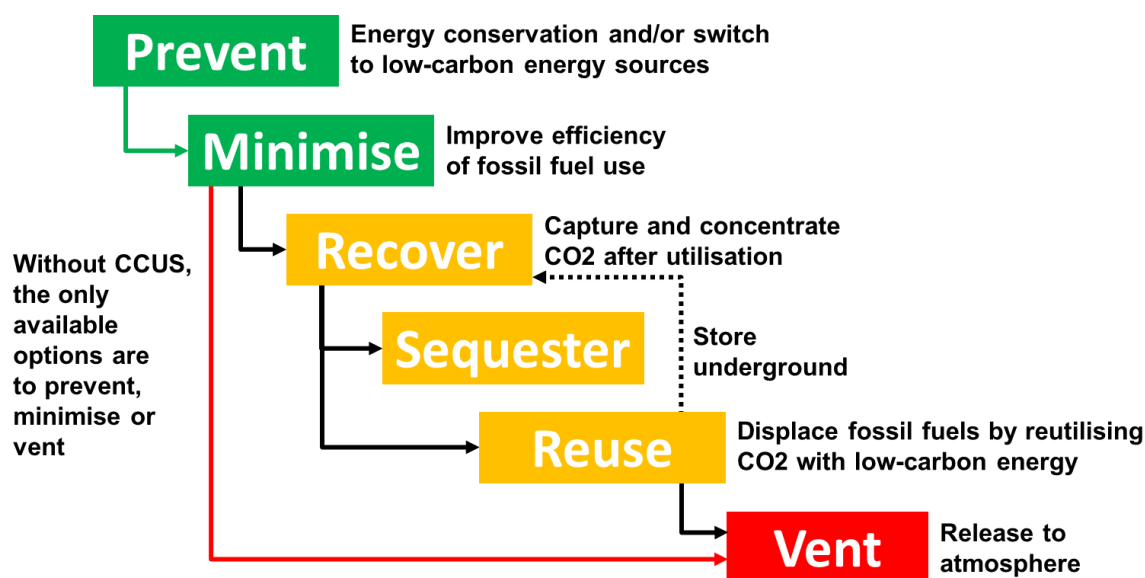 Prevent
Energy conservation and/or switch
to low-carbon energy sources
Minimise
Improve efficiency
of fossil fuel use
Recover
Capture and concentrate
CO2 after utilisation
Without CCUS,
the only
available
options are
to prevent,
minimise or
vent
Sequester
Store
underground
Reuse
Displace fossil fuels by reutilising
CO2 with low-carbon energy
Vent
Release to
atmosphere